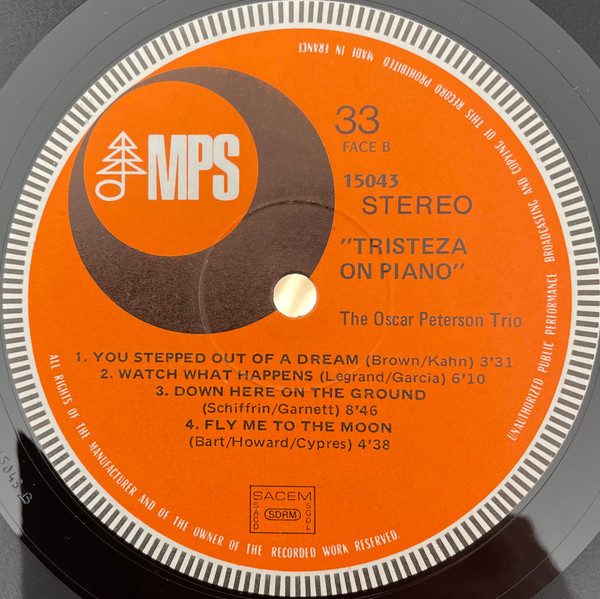 MPS
33
FACE B
15043
STEREO
"TRISTEZA
ON PIANO"
The Oscar Peterson Trio
1. YOU STEPPED OUT OF A DREAM (Brown/Kahn) 3'31
2. WATCH WHAT HAPPENS (Legrand/Garcia) 6'10
3. DOWN HERE ON THE GROUND
(Schiffrin/Garnett) 8'46
4. FLY ME TO THE MOON
(Bart/Howard/Cypres) 4'38
SACEM
SACD
SDRM
SGDL
ALL RIGHTS OF THE MANUFACTURER AND OF THE OWNER OF THE RECORDED WORK RESERVED.
UNAUTHORIZED PUBLIC PERFORMANCE BROADCASTING AND COPYING OF THIS RECORD PROHIBITED MADE IN FRANCE
15043 B